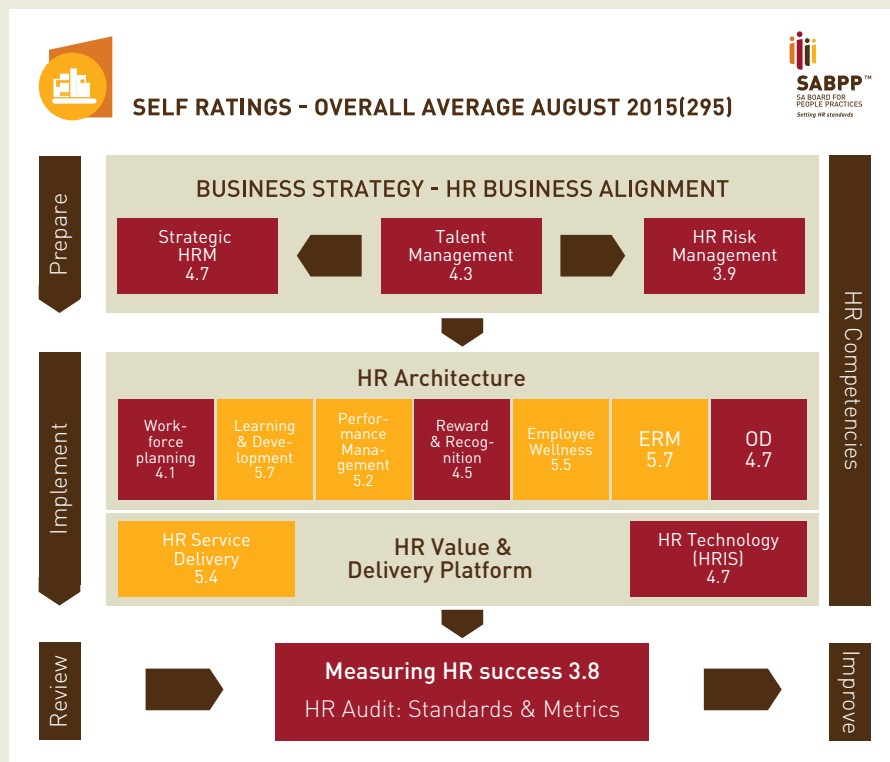 SABPP™
SA BOARD FOR
PEOPLE PRACTICES
Setting HR standards
SELF RATINGS - OVERALL AVERAGE AUGUST 2015(295)
Prepare
BUSINESS STRATEGY - HR BUSINESS ALIGNMENT
Strategic
HRM
4.7
Talent
Management
4.3
HR Risk
Management
3.9
HR Competencies
Implement
HR Architecture
Work-
force
planning
4.1
Learning
& Deve-
lopment
5.7
Perfor-
mance
Mana-
gement
5.2
Reward
& Recog-
nition
4.5
Employee
Wellness
5.5
ERM
5.7
OD
4.7
HR Service
Delivery
5.4
HR Value &
Delivery Platform
HR Technology
(HRIS)
4.7
Review
Measuring HR success 3.8
HR Audit: Standards & Metrics
Improve